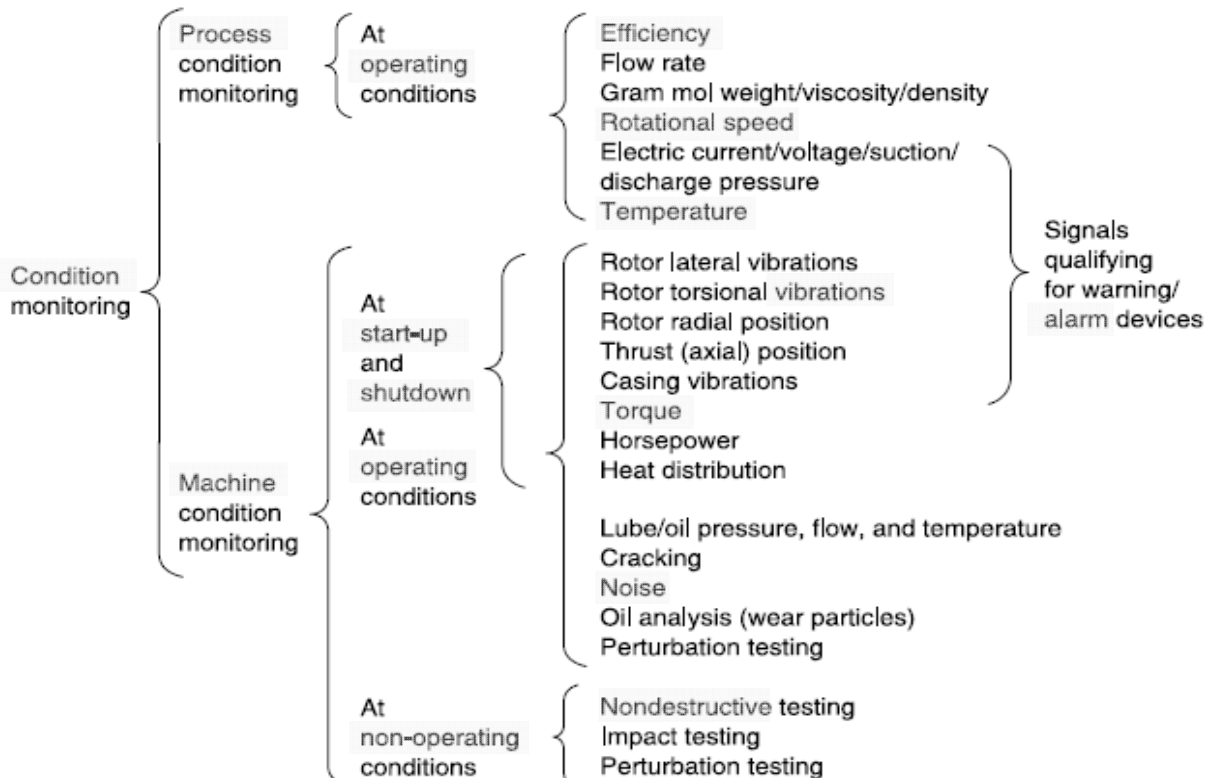 Condition
monitoring
Process
condition
monitoring
At
operating
conditions
Efficiency
Flow rate
Gram mol weight/viscosity/density
Rotational speed
Electric current/voltage/suction/
discharge pressure
Temperature
Machine
condition
monitoring
At
start-up
and
shutdown
At
operating
conditions
Rotor lateral vibrations
Rotor torsional vibrations
Rotor radial position
Thrust (axial) position
Casing vibrations
Torque
Horsepower
Heat distribution
Lube/oil pressure, flow, and temperature
Cracking
Noise
Oil analysis (wear particles)
Perturbation testing
At
non-operating
conditions
Nondestructive testing
Impact testing
Perturbation testing
Signals
qualifying
for warning/
alarm devices